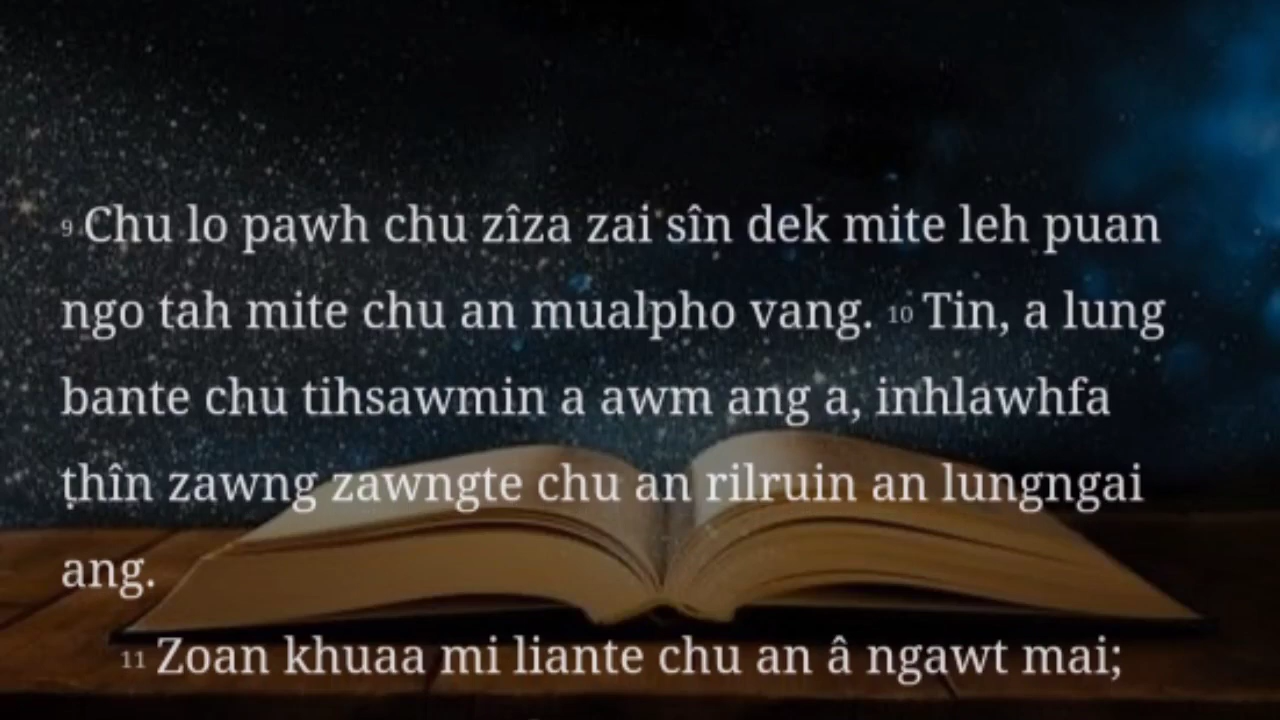 9 Chu lo pawh chu zîza zai sîn dek mite leh puan
ngo tah mite chu an mualpho vang. 10 Tin, a lung
bante chu tihsawmin a awm ang a, inhlawhfa
ṭhîn zawng zawngte chu an rilruin an lungngai
ang.
11 Zoan khuaa mi liante chu an â ngawt mai;